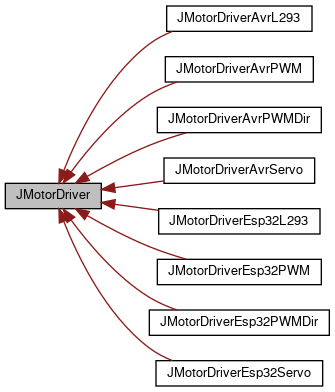 JMotorDriverAvrL293
JMotorDriverAvrPWM
JMotorDriverAvrPWMDir
JMotorDriverAvrServo
JMotorDriver
JMotorDriverEsp32L293
JMotorDriverEsp32PWM
JMotorDriverEsp32PWMDir
JMotorDriverEsp32Servo